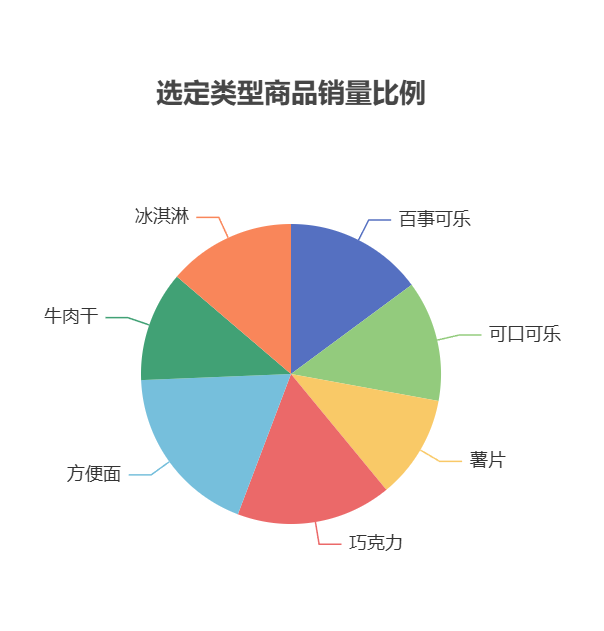 选定类型商品销量比例
冰淇淋
百事可乐
牛肉干
可口可乐
方便面
薯片
巧克力